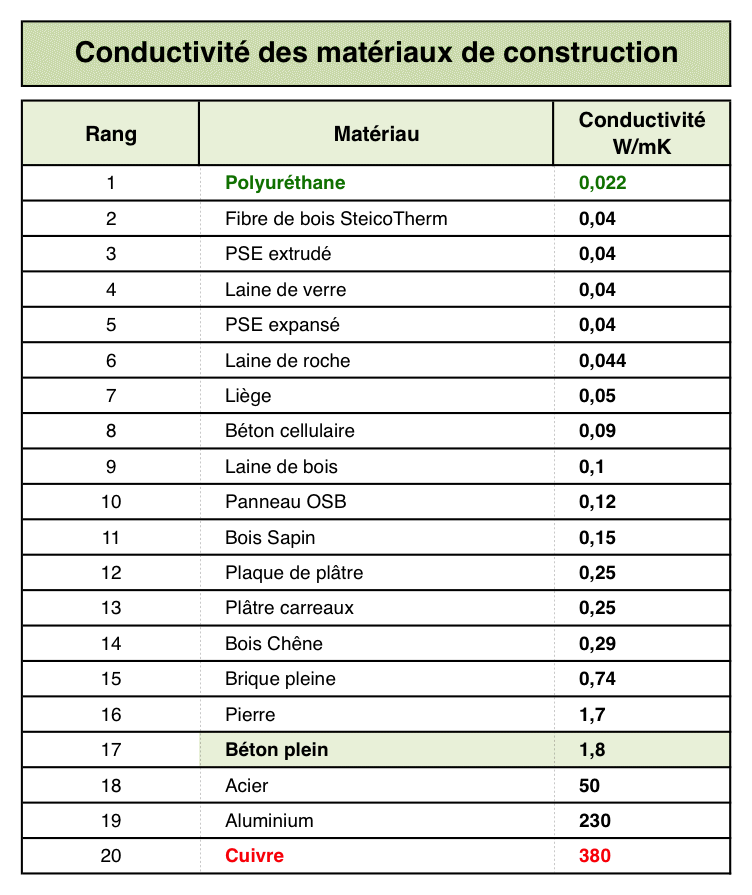 Conductivité des matériaux de construction
Rang Matériau Conductivité W/mK
1 Polyuréthane 0,022
2 Fibre de bois SteicoTherm 0,04
3 PSE extrudé 0,04
4 Laine de verre 0,04
5 PSE expansé 0,04
6 Laine de roche 0,044
7 Liège 0,05
8 Béton cellulaire 0,09
9 Laine de bois 0,1
10 Panneau OSB 0,12
11 Bois Sapin 0,15
12 Plaque de plâtre 0,25
13 Plâtre carreaux 0,25
14 Bois Chêne 0,29
15 Brique pleine 0,74
16 Pierre 1,7
17 Béton plein 1,8
18 Acier 50
19 Aluminium 230
20 Cuivre 380